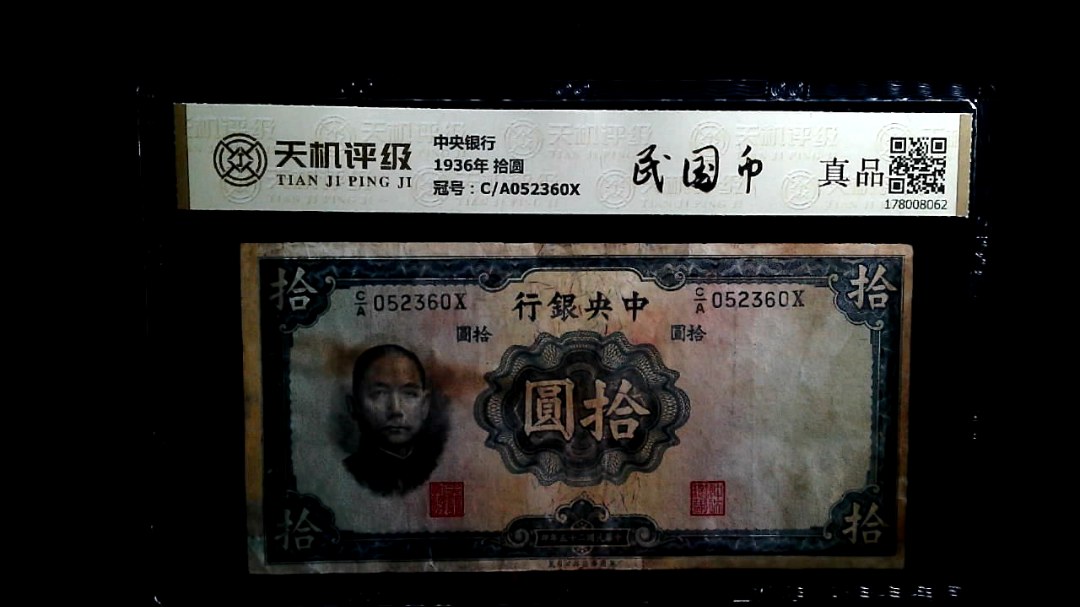 天机评级
TIAN JI PING JI
中央银行
1936年 拾圆
冠号：C/A052360X
民国币
真品
178008062
拾
C/A 052360X
行銀央中
C/A 052360X
拾
圓拾
圓拾
圓拾
拾
拾